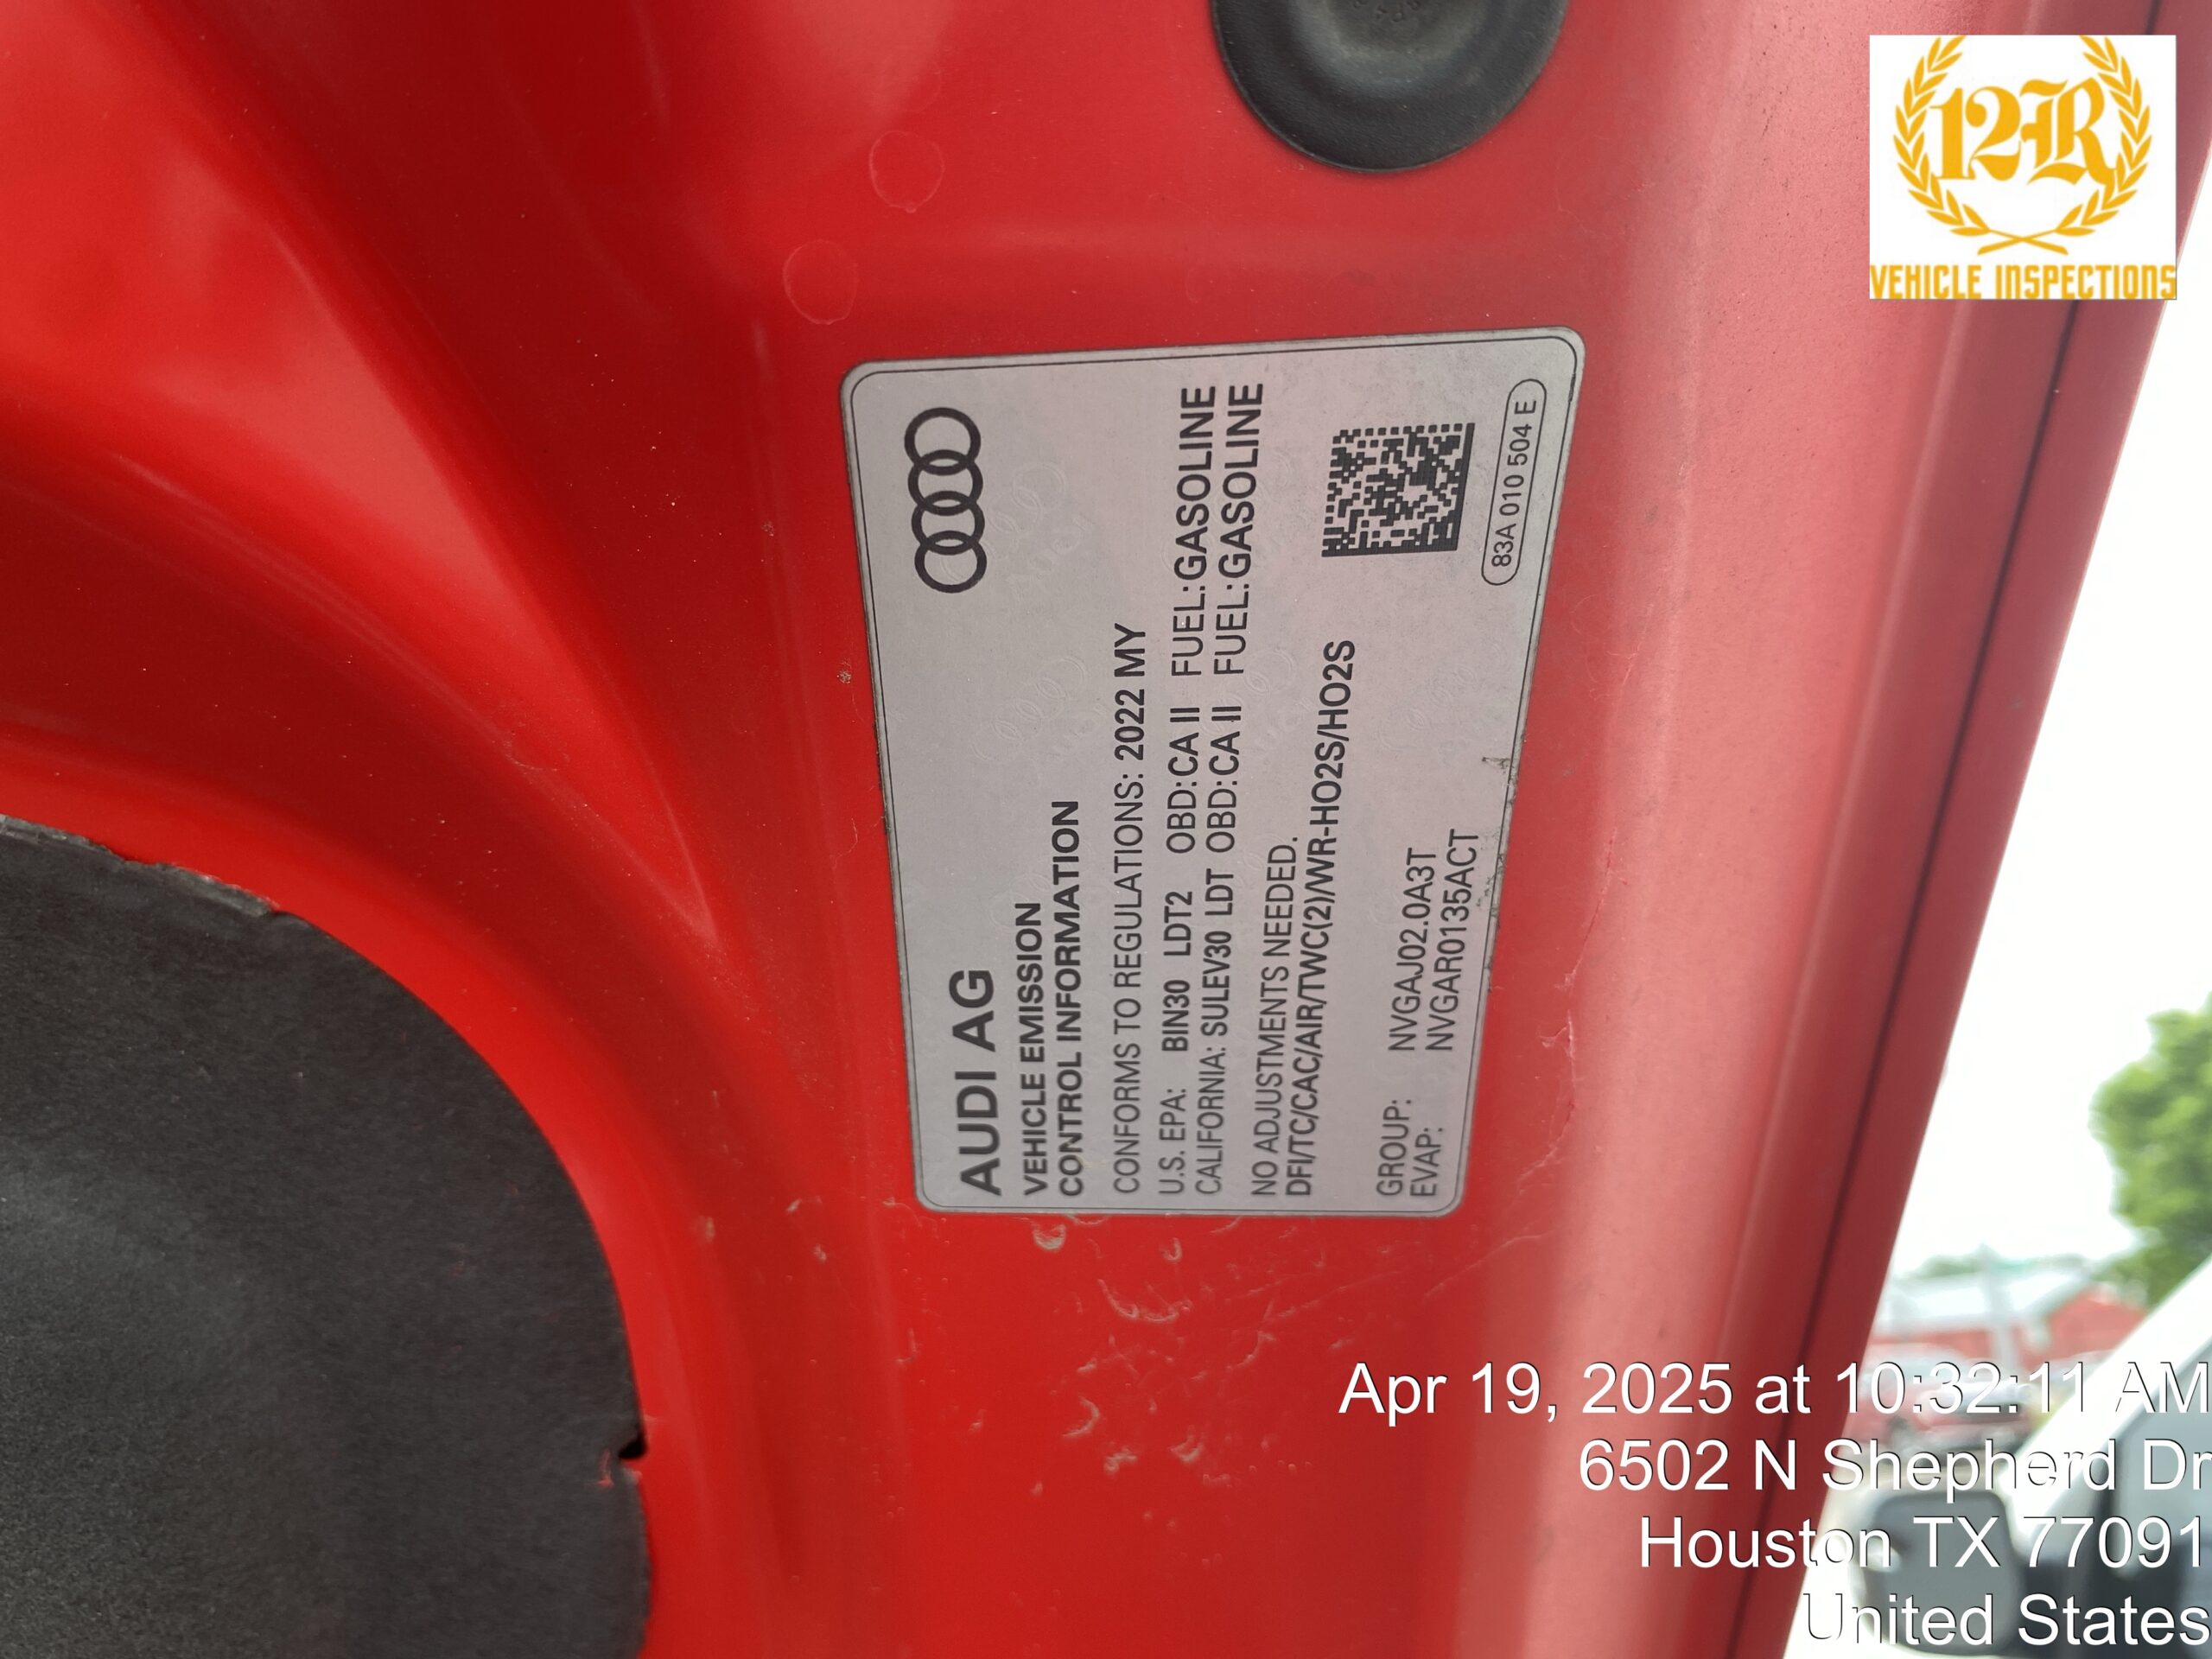 12R
VEHICLE INSPECTIONS
AUDI AG
VEHICLE EMISSION
CONTROL INFORMATION
CONFORMS TO REGULATIONS: 2022 MY
U.S. EPA: BIN30 LDT2 OBD:CA II FUEL:GASOLINE
CALIFORNIA: SULEV30 LDT OBD:CA II FUEL:GASOLINE
NO ADJUSTMENTS NEEDED.
DFI/TC/CAC/AIR/TWC(2)/WR-HO2S/HO2S
GROUP: NVGAJ02.0A3T
EVAP: NVGAR0135ACT
83A 010 504 E
Apr 19, 2025 at 10:32:11 AM
6502 N Shepherd Dr
Houston TX 77091
United States